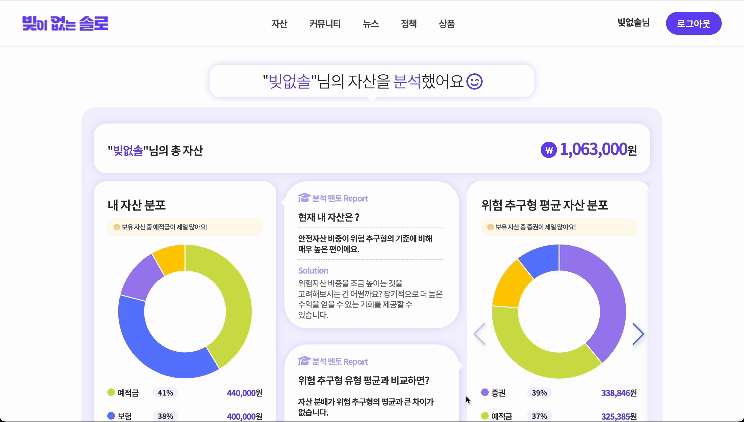 빚이 없는 솔로
자산
커뮤니티
뉴스
정책
상품
빚없솔님
로그아웃
"빚없솔"님의 자산을 분석했어요
"빚없솔"님의 총 자산
₩ 1,063,000원
내 자산 분포
보유 자산 중 예적금이 제일 많아요!
예적금 41% 440,000원
보험 38% 400,000원
분석 멘토 Report
현재 내 자산은 ?
안전자산 비중이 위험 추구형의 기준에 비해
매우 높은 편이에요.
Solution
위험자산 비중을 조금 높이는 것을
고려해보시는 건 어떨까요? 장기적으로 더 높은
수익을 얻을 수 있는 기회를 제공할 수
있습니다.
분석 멘토 Report
위험 추구형 유형 평균과 비교하면?
자산 분배가 위험 추구형의 평균과 큰 차이가
없습니다.
위험 추구형 평균 자산 분포
보유 자산 중 증권이 제일 많아요!
증권 39% 338,846원
예적금 37% 325,385원